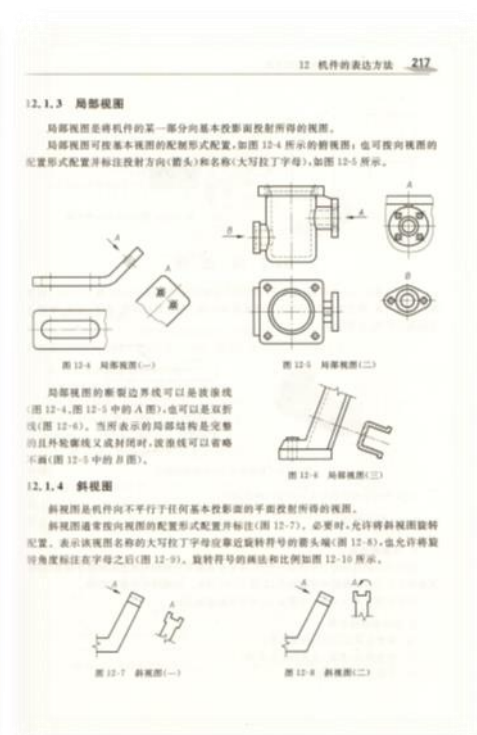 12 机件的表达方法 217
12.1.3 局部视图
局部视图是将机件的某一部分向基本投影面投射所得的视图。
局部视图可按基本视图的配制形式配置,如图 12-4 所示的俯视图;也可按向视图的
配置形式配置并标注投射方向(箭头)和名称(大写拉丁字母),如图 12-5 所示。
A
A
B
A
A
B
图 12-4 局部视图(一)
图 12-5 局部视图(二)
局部视图的断裂边界线可以是波浪线
(图 12-4、图 12-5 中的 A 图),也可以是双折
线(图 12-6)。当所表示的局部结构是完整
的且外轮廓线又成封闭时,波浪线可以省略
不画(图 12-5 中的 B 图)。
图 12-6 局部视图(三)
12.1.4 斜视图
斜视图是机件向不平行于任何基本投影面的平面投射所得的视图。
斜视图通常按向视图的配置形式配置并标注(图 12-7)。必要时,允许将斜视图旋转
配置。表示该视图名称的大写拉丁字母应靠近旋转符号的箭头端(图 12-8),也允许将旋
转角度标注在字母之后(图 12-9)。旋转符号的画法和比例如图 12-10 所示。
A
A
A
A
图 12-7 斜视图(一)
图 12-8 斜视图(二)